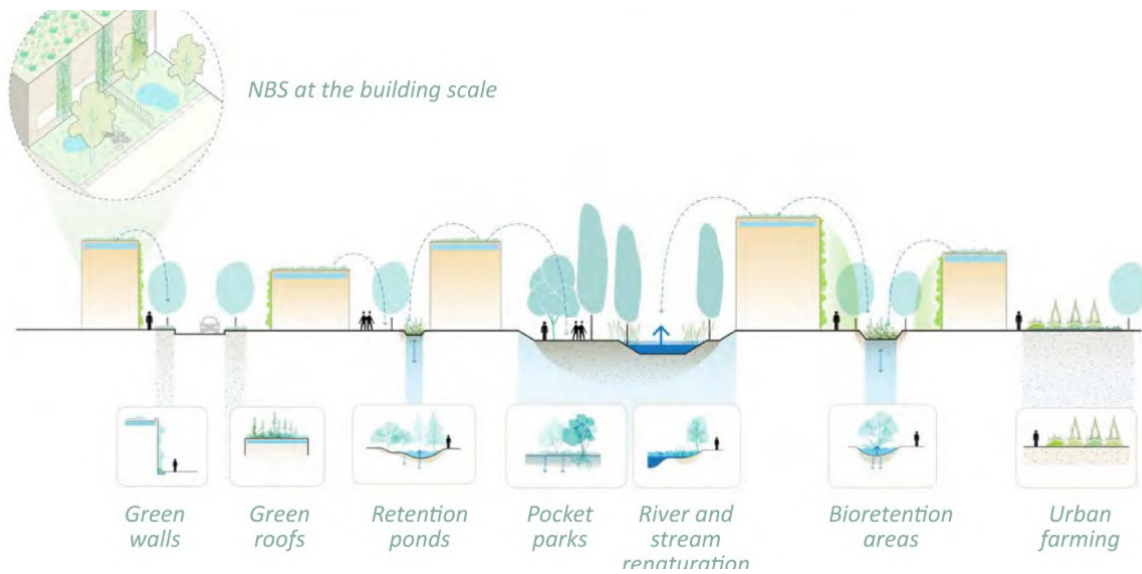 NBS at the building scale
Green
walls
Green
roofs
Retention
ponds
Pocket
parks
River and
stream
renaturation
Bioretention
areas
Urban
farming